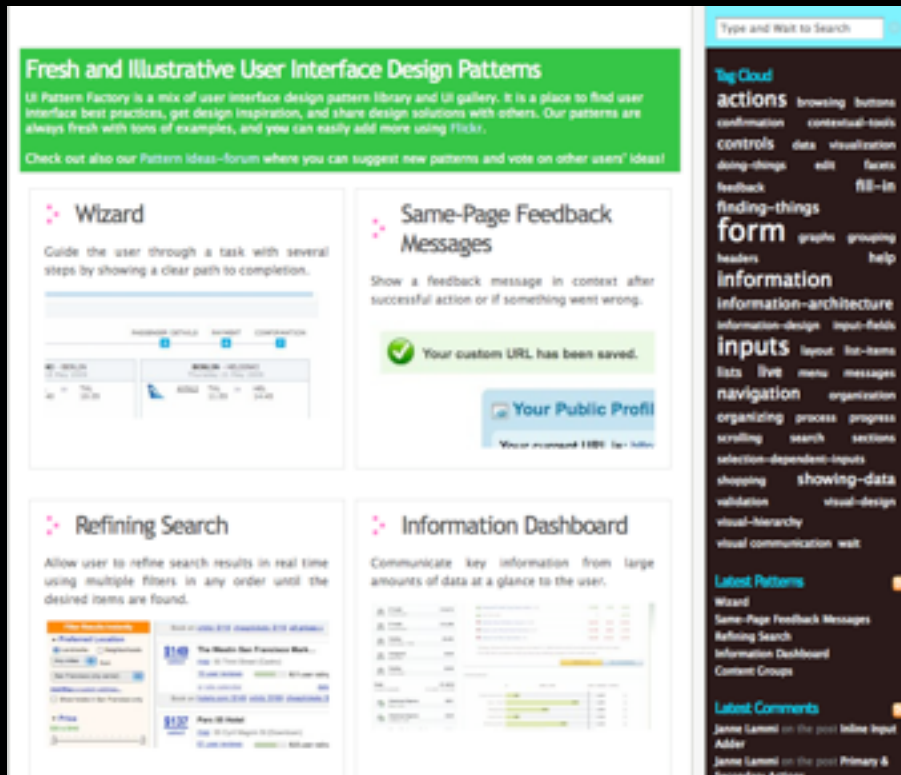 Type and Wait to Search
Fresh and Illustrative User Interface Design Patterns
UI Pattern Factory is a mix of user interface design pattern library and UI gallery. It is a place to find user
interface best practices, get design inspiration, and share design solutions with others. Our patterns are
always fresh with tons of examples, and you can easily add more using Flickr.
Check out also our Pattern Ideas-forum where you can suggest new patterns and vote on other users' ideas!
Wizard
Guide the user through a task with several
steps by showing a clear path to completion.
PASSENGER DETAILS PAYMENT CONFIRMATION
Same-Page Feedback
Messages
Show a feedback message in context after
successful action or if something went wrong.
Your custom URL has been saved.
Your Public Profil
Your current URL is:
Refining Search
Allow user to refine search results in real time
using multiple filters in any order until the
desired items are found.
Preferred Location
Price
$149
$137
Information Dashboard
Communicate key information from large
amounts of data at a glance to the user.
Tag Cloud
actions browsing buttons
confirmation contextual-tools
controls data visualization
doing-things edit facets
feedback fill-in
finding-things
form graphs grouping
headers help
information
information-architecture
information-design input-fields
inputs layout list-items
lists live menu messages
navigation organization
organizing process progress
scrolling search sections
selection-dependent-inputs
shopping showing-data
validation visual-design
visual-hierarchy
visual communication wait
Latest Patterns
Wizard
Same-Page Feedback Messages
Refining Search
Information Dashboard
Content Groups
Latest Comments
Janne Lammi on the post Inline Input
Adder
Janne Lammi on the post Primary &